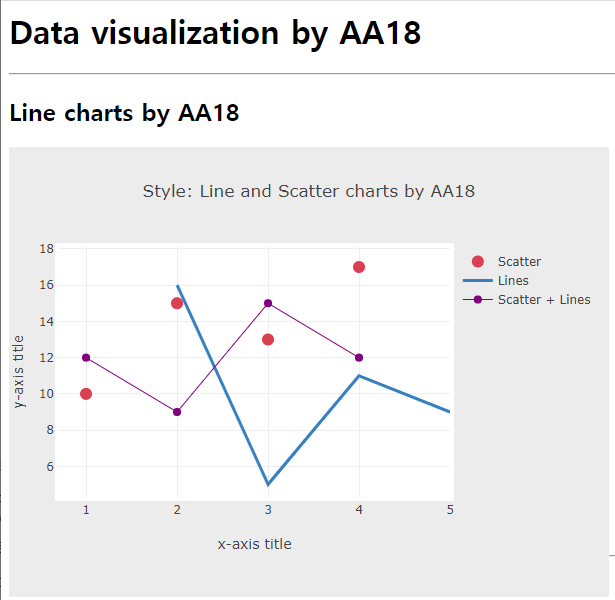 Data visualization by AA18
Line charts by AA18
Style: Line and Scatter charts by AA18
18
16
14
12
10
8
6
y-axis title
1 2 3 4 5
x-axis title
Scatter
Lines
Scatter + Lines